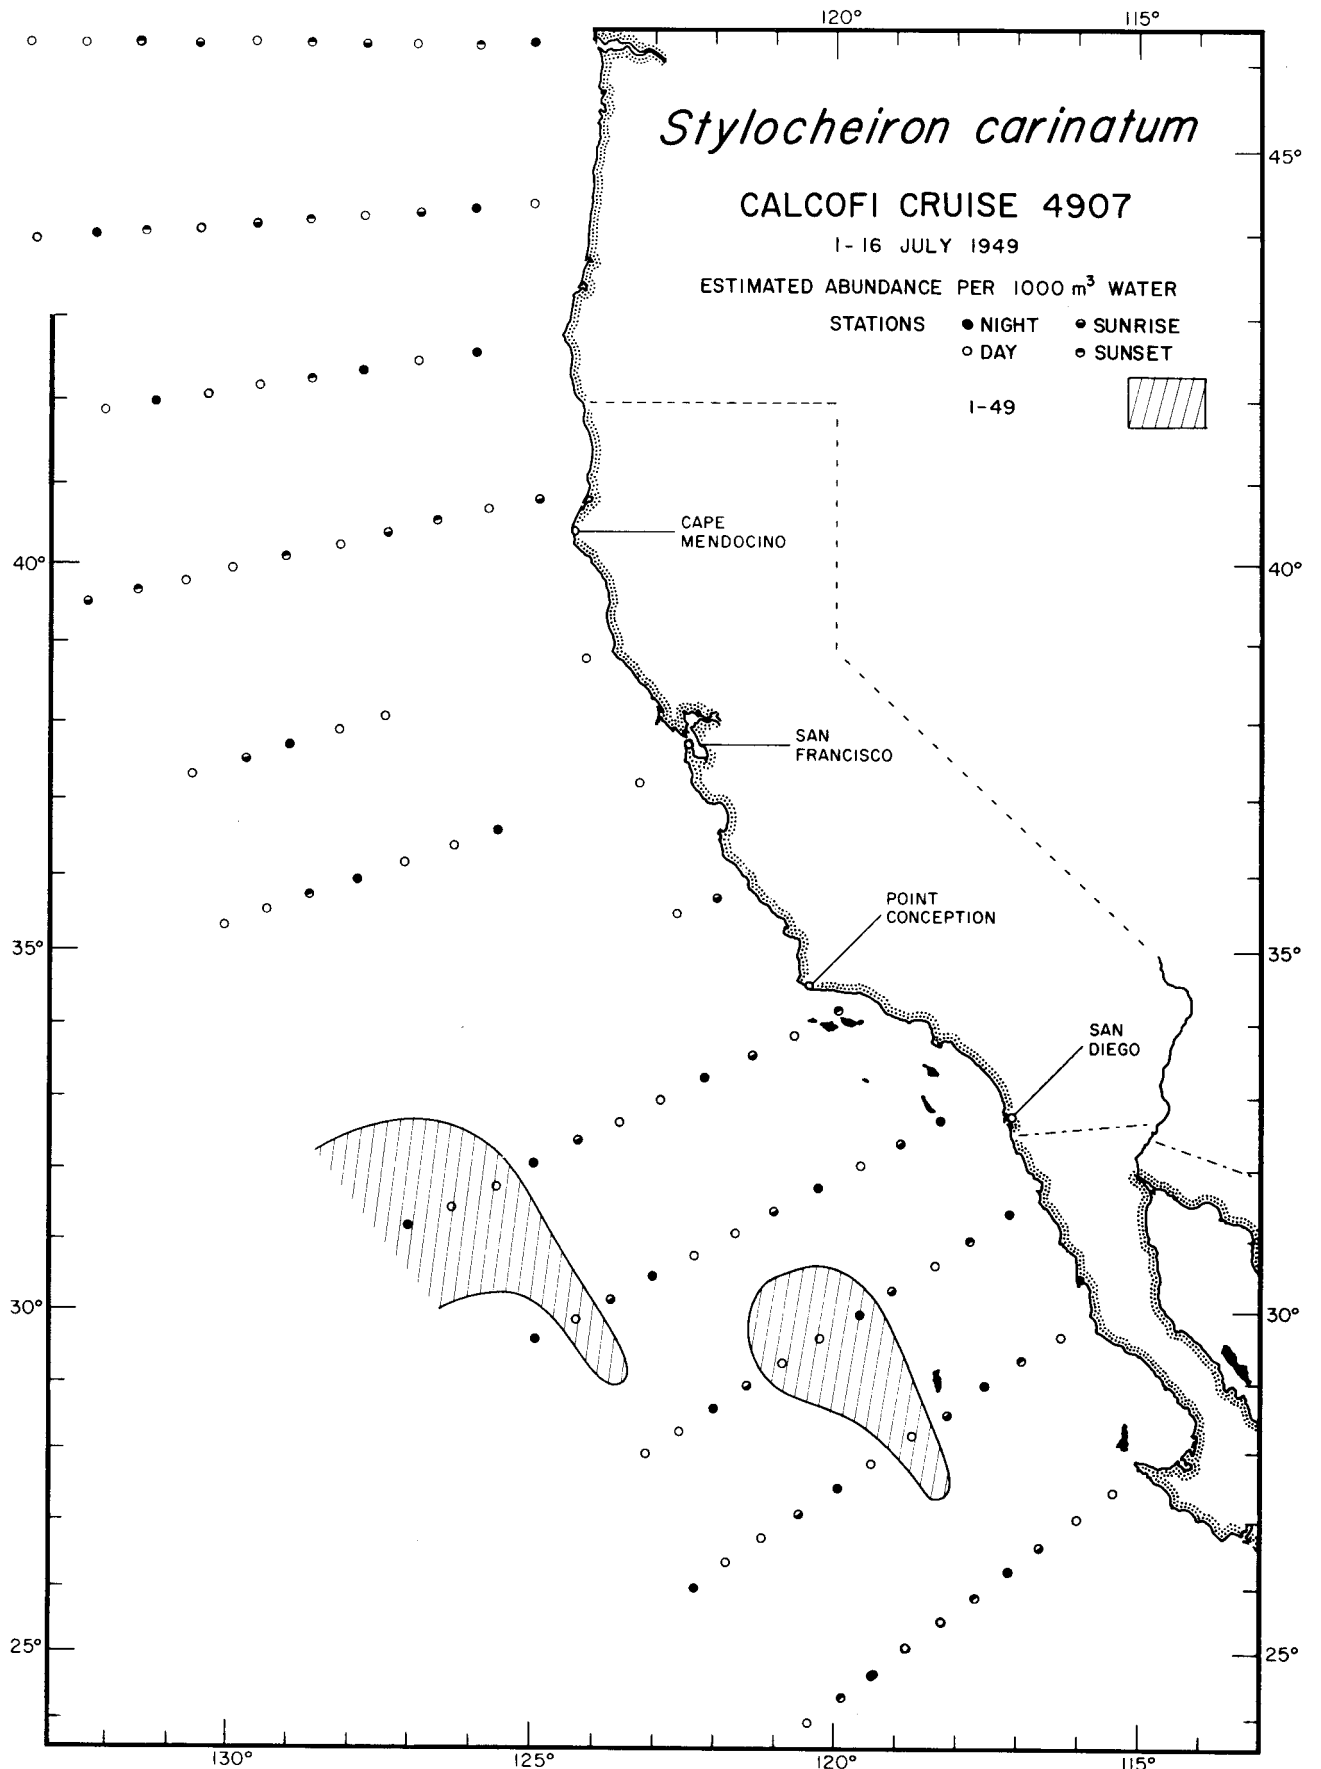 120° 115°
Stylocheiron carinatum
45°
CALCOFI CRUISE 4907
1-16 JULY 1949
ESTIMATED ABUNDANCE PER 1000 m³ WATER
STATIONS NIGHT SUNRISE
DAY SUNSET
1-49
CAPE
MENDOCINO
40° 40°
SAN
FRANCISCO
POINT
CONCEPTION
35° 35°
SAN
DIEGO
30° 30°
25° 25°
130° 125° 120° 115°